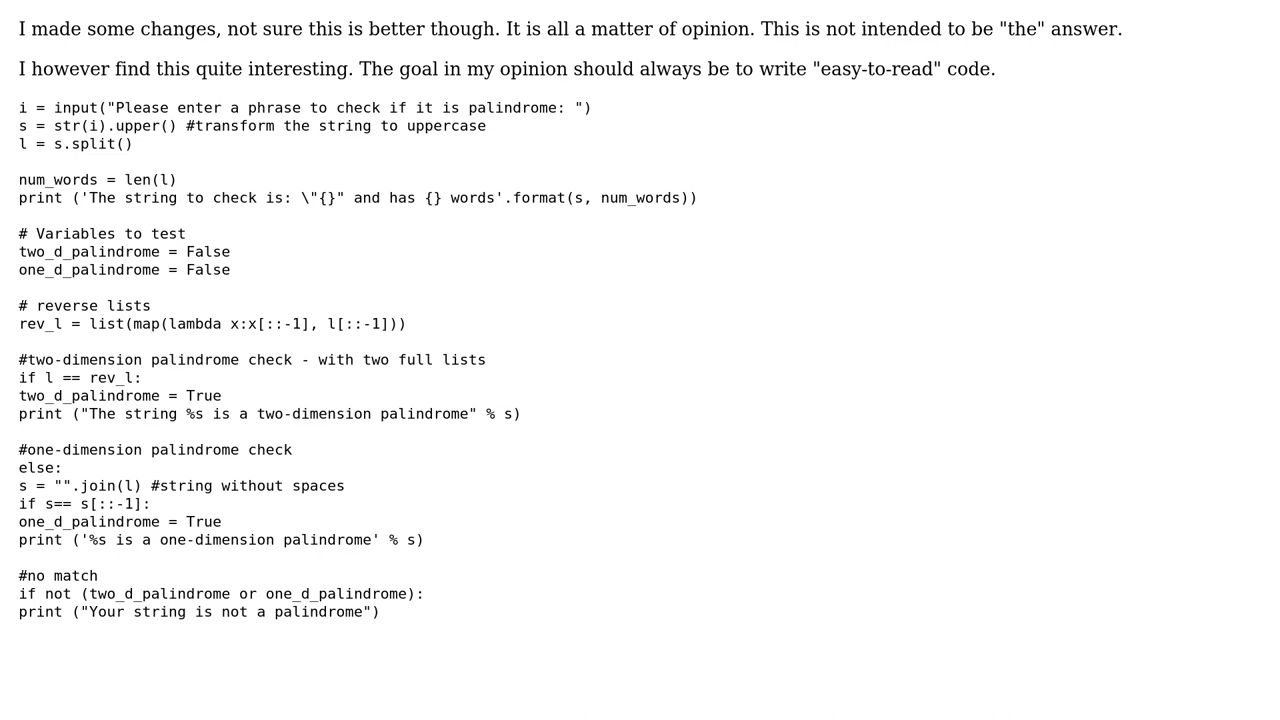 I made some changes, not sure this is better though. It is all a matter of opinion. This is not intended to be "the" answer.
I however find this quite interesting. The goal in my opinion should always be to write "easy-to-read" code.
i = input("Please enter a phrase to check if it is palindrome: ")
s = str(i).upper() #transform the string to uppercase
l = s.split()
num_words = len(l)
print ('The string to check is: \"{}" and has {} words'.format(s, num_words))
# Variables to test
two_d_palindrome = False
one_d_palindrome = False
# reverse lists
rev_l = list(map(lambda x:x[::-1], l[::-1]))
#two-dimension palindrome check - with two full lists
if l == rev_l:
two_d_palindrome = True
print ("The string %s is a two-dimension palindrome" % s)
#one-dimension palindrome check
else:
s = "".join(l) #string without spaces
if s== s[::-1]:
one_d_palindrome = True
print ('%s is a one-dimension palindrome' % s)
#no match
if not (two_d_palindrome or one_d_palindrome):
print ("Your string is not a palindrome")